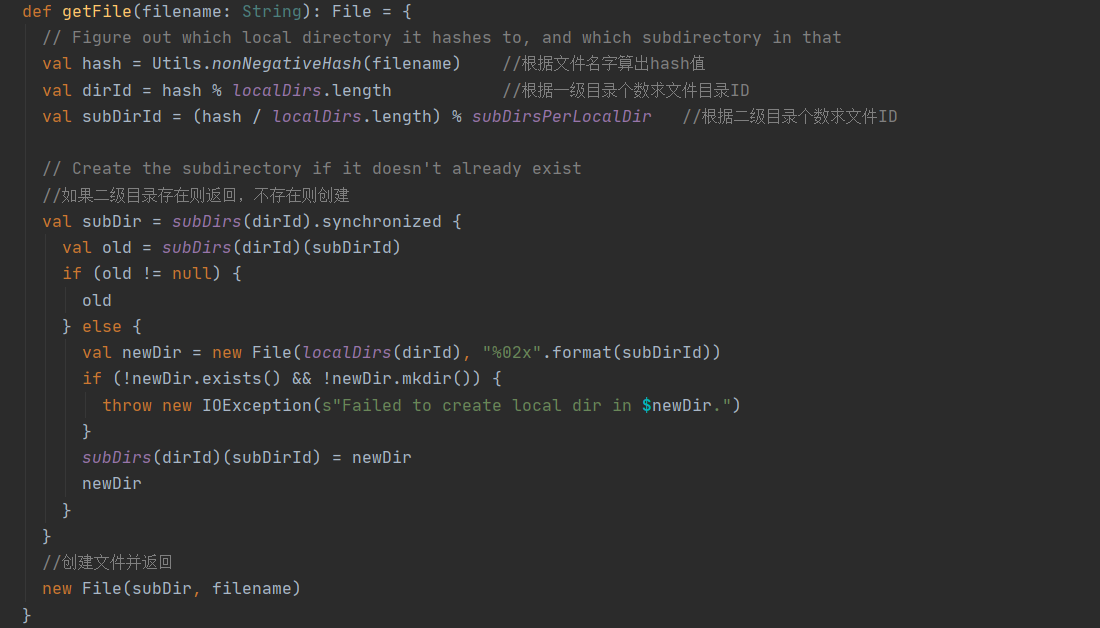 def getFile(filename: String): File = {
// Figure out which local directory it hashes to, and which subdirectory in that
val hash = Utils.nonNegativeHash(filename)    //根据文件名字算出hash值
val dirId = hash % localDirs.length           //根据一级目录个数求文件目录ID
val subDirId = (hash / localDirs.length) % subDirsPerLocalDir   //根据二级目录个数求文件ID
// Create the subdirectory if it doesn't already exist
//如果二级目录存在则返回，不存在则创建
val subDir = subDirs(dirId).synchronized {
val old = subDirs(dirId)(subDirId)
if (old != null) {
old
} else {
val newDir = new File(localDirs(dirId), "%02x".format(subDirId))
if (!newDir.exists() && !newDir.mkdir()) {
throw new IOException(s"Failed to create local dir in $newDir.")
}
subDirs(dirId)(subDirId) = newDir
newDir
}
}
//创建文件并返回
new File(subDir, filename)
}